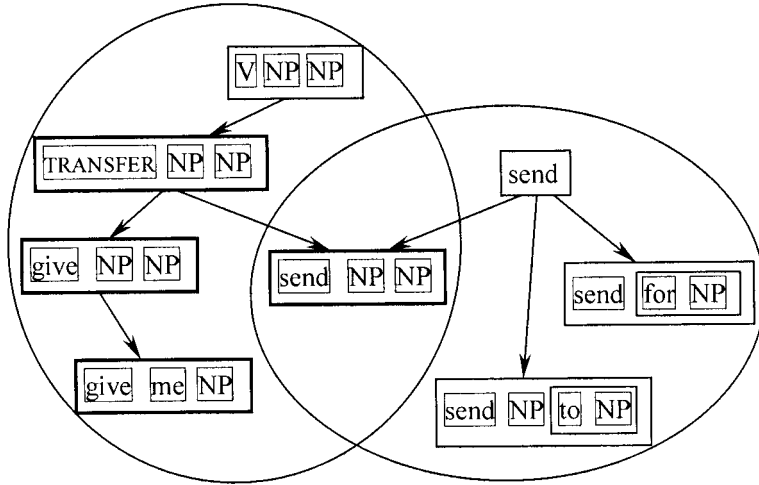 V NP NP
TRANSFER NP NP
send
give NP NP
send NP NP
send for NP
give me NP
send NP to NP